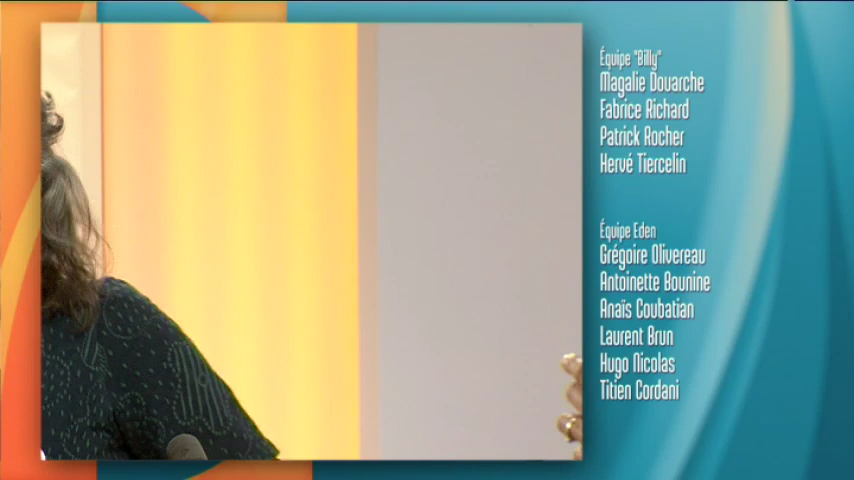 Équipe "Billy"
Magalie Douarche
Fabrice Richard
Patrick Rocher
Hervé Tiercelin
Équipe Eden
Grégoire Olivereau
Antoinette Bounine
Anaïs Coubatian
Laurent Brun
Hugo Nicolas
Titien Cordani